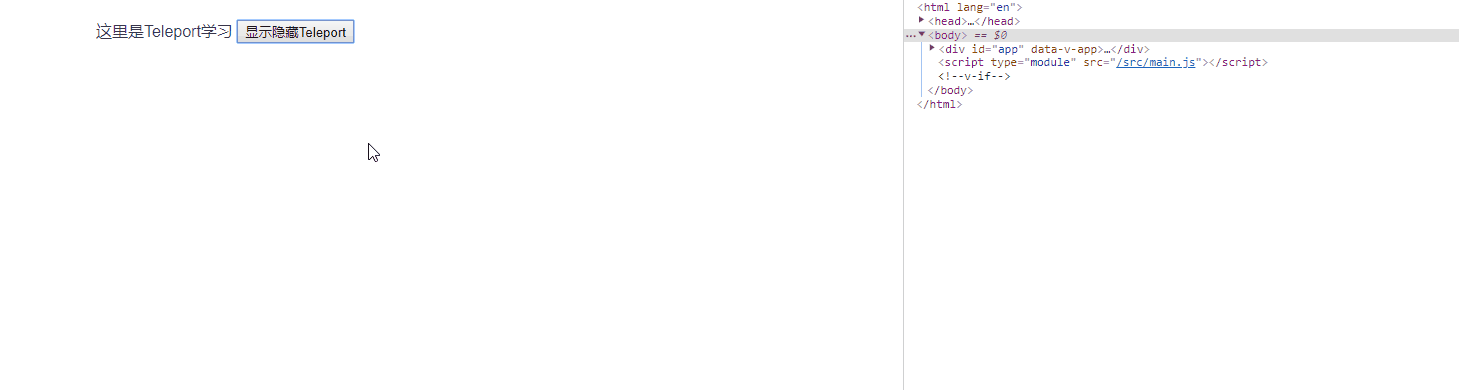 这里是Teleport学习 显示隐藏Teleport
<html lang="en">
<head>…</head>
<body> == $0
<div id="app" data-v-app>…</div>
<script type="module" src="/src/main.js"></script>
<!--v-if-->
</body>
</html>